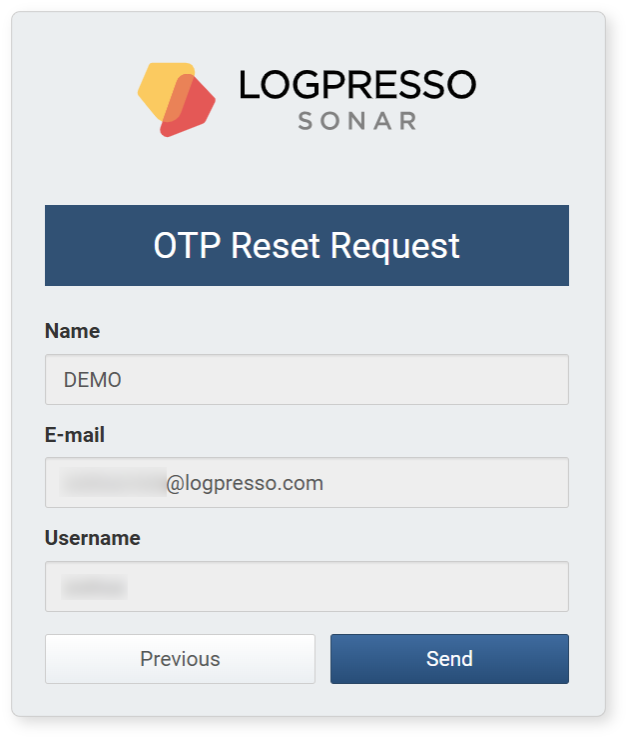 LOGPRESSO
SONAR
OTP Reset Request
Name
DEMO
E-mail
@logpresso.com
Username
Previous
Send